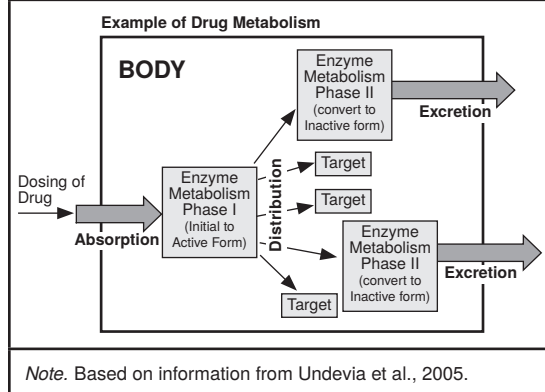 Example of Drug Metabolism
BODY
Enzyme
Metabolism
Phase II
(convert to
Inactive form)
Excretion
Dosing of
Drug
Absorption
Enzyme
Metabolism
Phase I
(Initial to
Active Form)
Distribution
Target
Target
Enzyme
Metabolism
Phase II
(convert to
Inactive form)
Excretion
Target
Note. Based on information from Undevia et al., 2005.